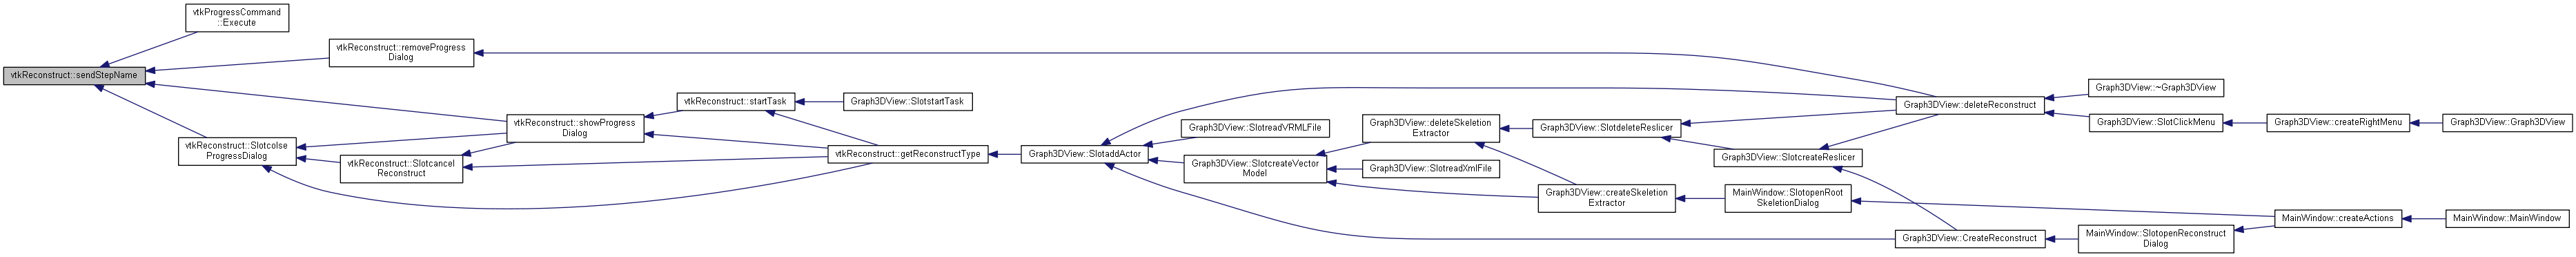 vtkProgressCommand
::Execute
vtkReconstruct::removeProgress
Dialog
vtkReconstruct::sendStepName
vtkReconstruct::startTask
Graph3DView::SlotstartTask
vtkReconstruct::showProgress
Dialog
vtkReconstruct::Slotcolse
ProgressDialog
vtkReconstruct::Slotcancel
Reconstruct
vtkReconstruct::getReconstructType
Graph3DView::SlotaddActor
Graph3DView::SlotreadVRMLFile
Graph3DView::SlotcreateVector
Model
Graph3DView::deleteSkeletion
Extractor
Graph3DView::SlotreadXmlFile
Graph3DView::SlotdeleteReslicer
Graph3DView::createSkeletion
Extractor
Graph3DView::SlotcreateReslicer
MainWindow::SlotopenRoot
SkeletionDialog
Graph3DView::deleteReconstruct
Graph3DView::CreateReconstruct
Graph3DView::~Graph3DView
Graph3DView::SlotClickMenu
Graph3DView::createRightMenu
Graph3DView::Graph3DView
MainWindow::SlotopenReconstruct
Dialog
MainWindow::createActions
MainWindow::MainWindow